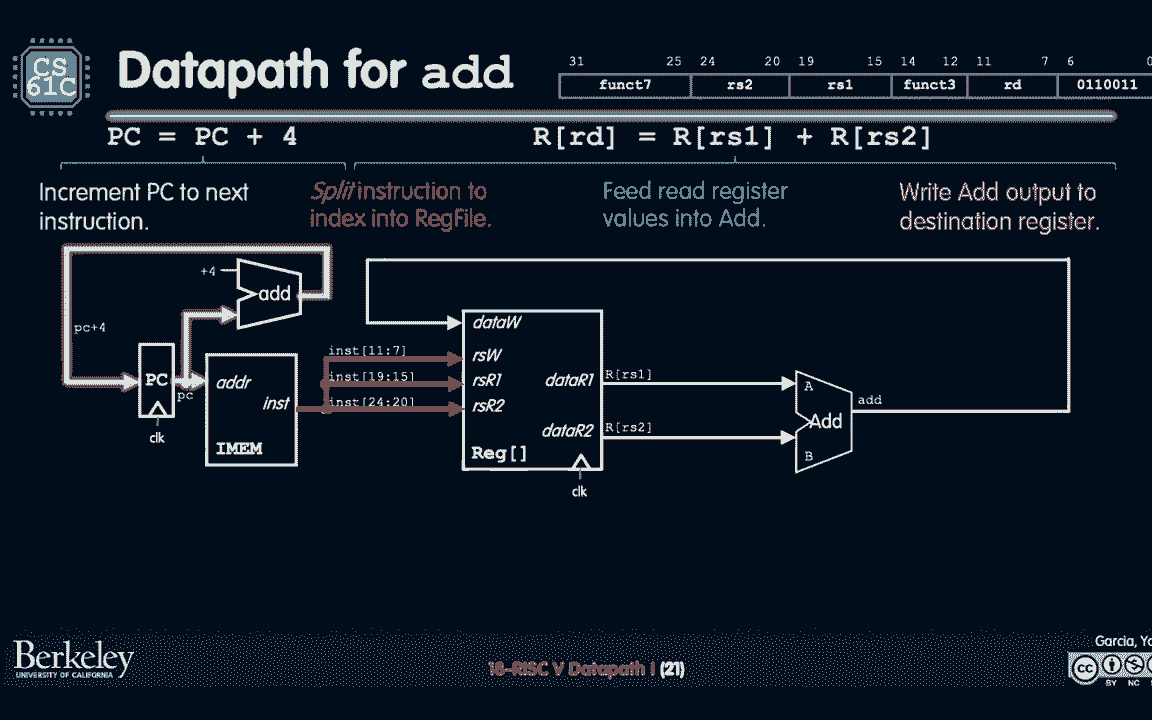 CS
61C
Datapath for add
31 25 24 20 19 15 14 12 11 7 6 0
funct7 rs2 rs1 funct3 rd 0110011
PC = PC + 4
R[rd] = R[rs1] + R[rs2]
Increment PC to next
instruction.
Split instruction to
index into RegFile.
Feed read register
values into Add.
Write Add output to
destination register.
+4
add
pc+4
PC
pc
clk
addr
inst
IMEM
inst[11:7]
inst[19:15]
inst[24:20]
dataW
rsW
rsR1
rsR2
dataR1
dataR2
Reg[]
clk
R[rs1]
R[rs2]
A
Add
B
add
Berkeley
UNIVERSITY OF CALIFORNIA
18-RISC V Datapath I (21)
Garcia, Yo
cc
BY NC